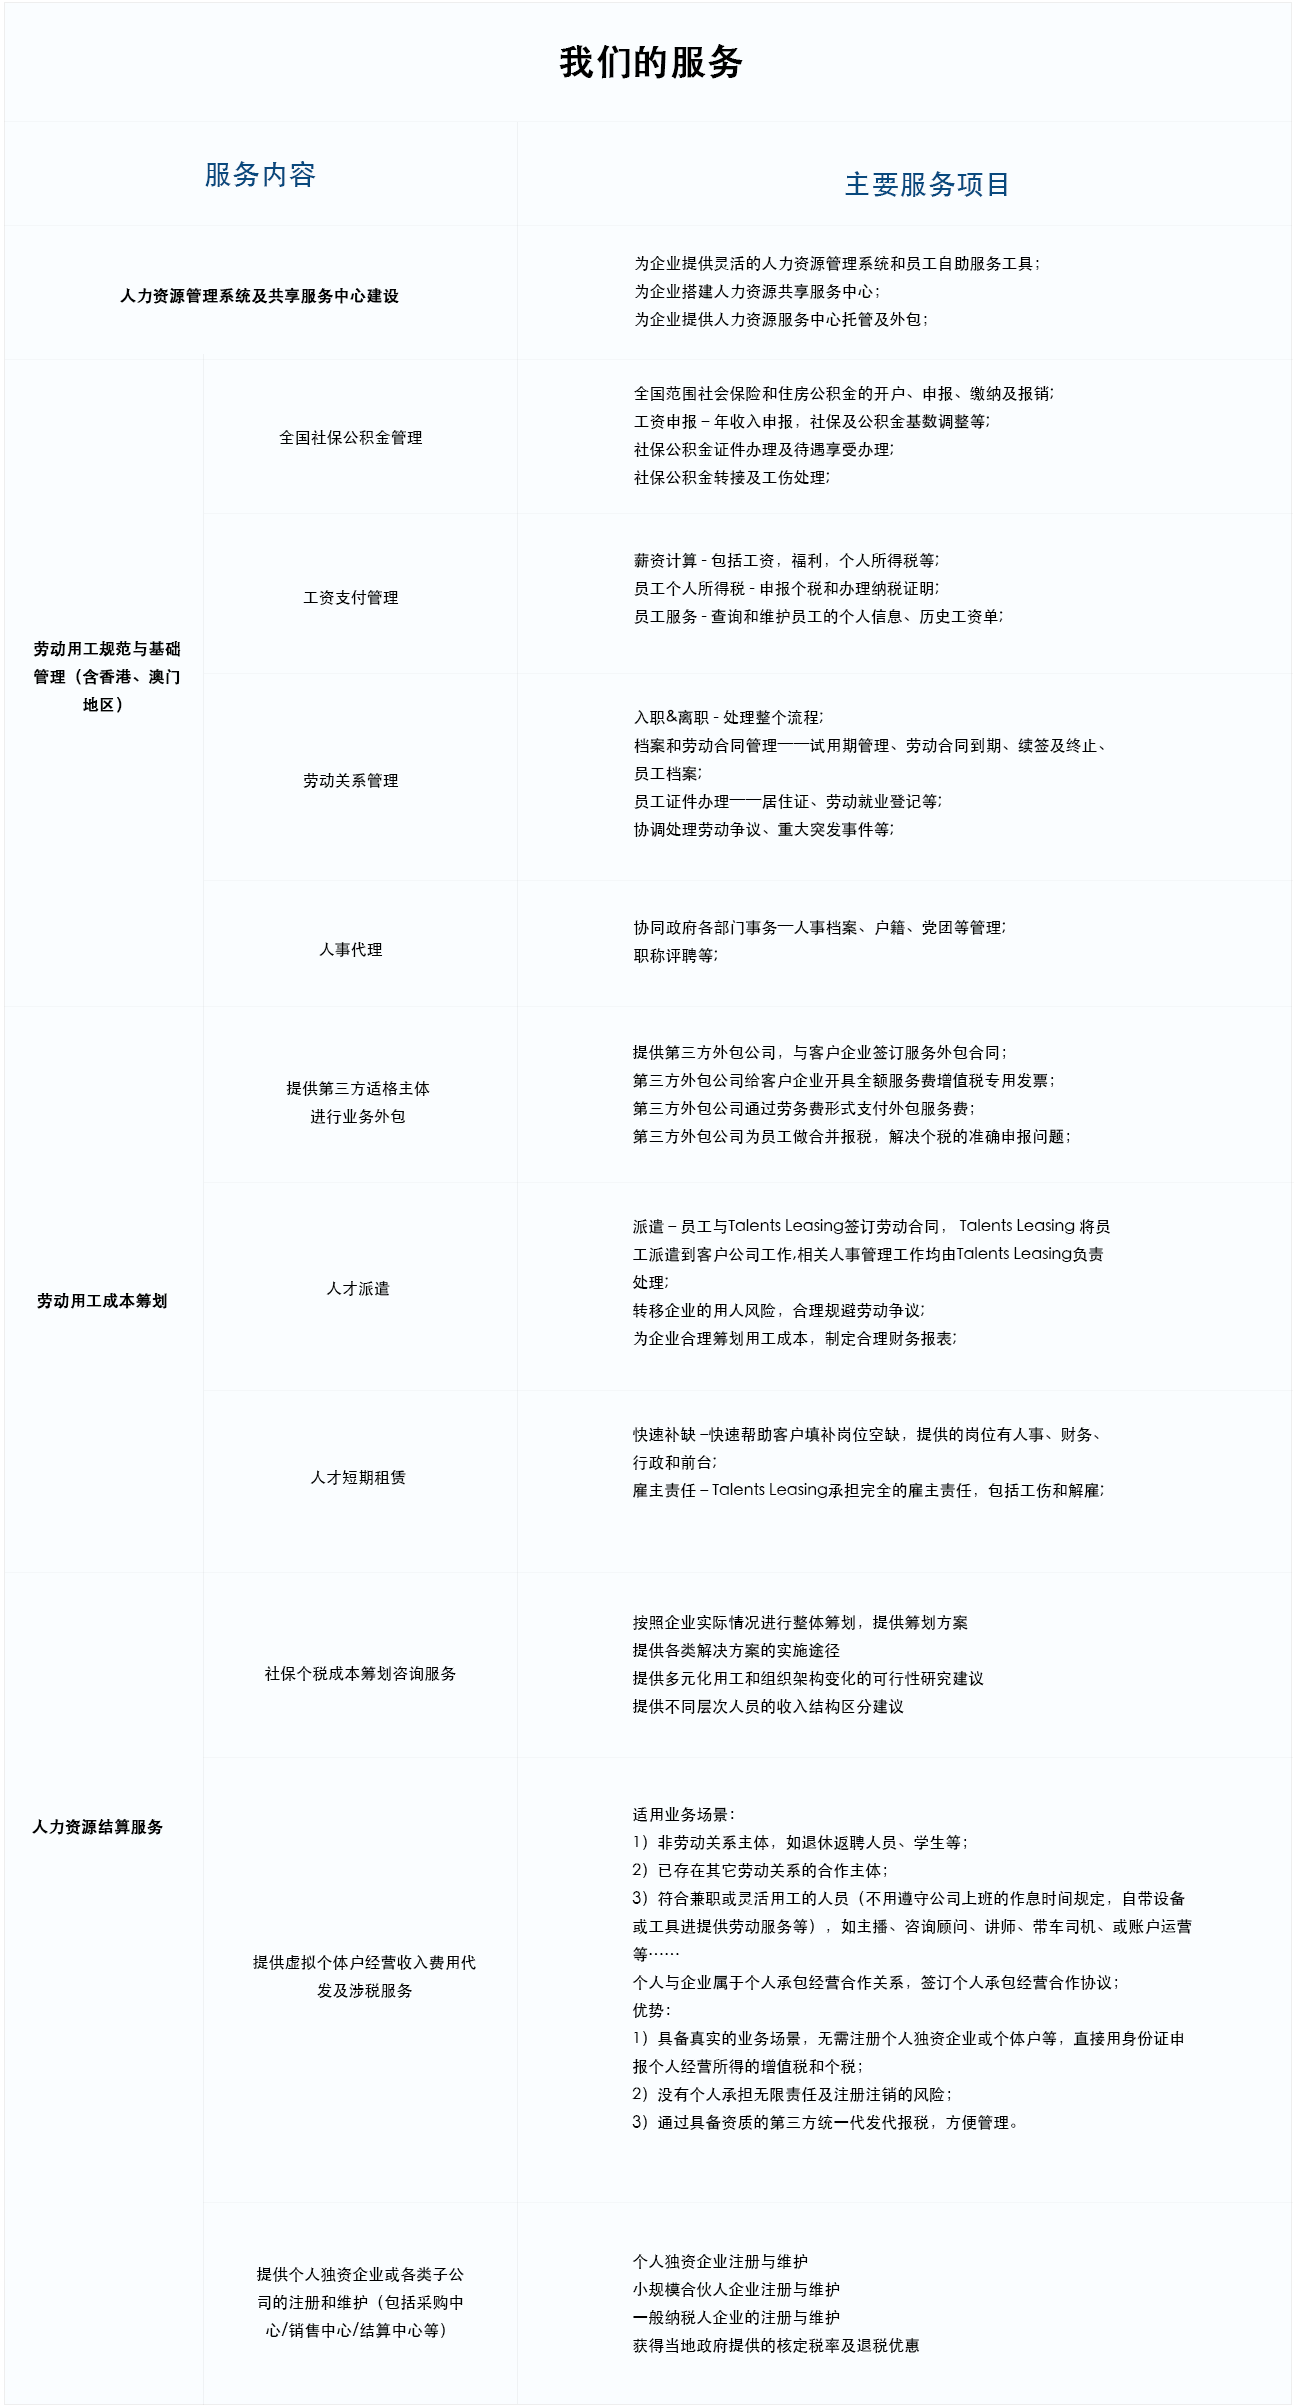 我们的服务
服务内容
主要服务项目
人力资源管理系统及共享服务中心建设
为企业提供灵活的人力资源管理系统和员工自助服务工具；
为企业搭建人力资源共享服务中心；
为企业提供人力资源服务中心托管及外包；
劳动用工规范与基础
管理（含香港、澳门
地区）
全国社保公积金管理
全国范围社会保险和住房公积金的开户、申报、缴纳及报销;
工资申报 – 年收入申报，社保及公积金基数调整等;
社保公积金证件办理及待遇享受办理;
社保公积金转接及工伤处理;
工资支付管理
薪资计算 - 包括工资，福利，个人所得税等;
员工个人所得税 - 申报个税和办理纳税证明;
员工服务 - 查询和维护员工的个人信息、历史工资单;
劳动关系管理
入职&离职 - 处理整个流程;
档案和劳动合同管理——试用期管理、劳动合同到期、续签及终止、
员工档案;
员工证件办理——居住证、劳动就业登记等;
协调处理劳动争议、重大突发事件等;
人事代理
协同政府各部门事务—人事档案、户籍、党团等管理;
职称评聘等;
劳动用工成本筹划
提供第三方适格主体
进行业务外包
提供第三方外包公司，与客户企业签订服务外包合同；
第三方外包公司给客户企业开具全额服务费增值税专用发票；
第三方外包公司通过劳务费形式支付外包服务费；
第三方外包公司为员工做合并报税，解决个税的准确申报问题；
人才派遣
派遣 – 员工与Talents Leasing签订劳动合同， Talents Leasing 将员
工派遣到客户公司工作,相关人事管理工作均由Talents Leasing负责
处理;
转移企业的用人风险，合理规避劳动争议;
为企业合理筹划用工成本，制定合理财务报表;
人才短期租赁
快速补缺 –快速帮助客户填补岗位空缺，提供的岗位有人事、财务、
行政和前台;
雇主责任 – Talents Leasing承担完全的雇主责任，包括工伤和解雇;
人力资源结算服务
社保个税成本筹划咨询服务
按照企业实际情况进行整体筹划，提供筹划方案
提供各类解决方案的实施途径
提供多元化用工和组织架构变化的可行性研究建议
提供不同层次人员的收入结构区分建议
提供虚拟个体户经营收入费用代
发及涉税服务
适用业务场景：
1）非劳动关系主体，如退休返聘人员、学生等；
2）已存在其它劳动关系的合作主体；
3）符合兼职或灵活用工的人员（不用遵守公司上班的作息时间规定，自带设备
或工具进提供劳动服务等），如主播、咨询顾问、讲师、带车司机、或账户运营
等……
个人与企业属于个人承包经营合作关系，签订个人承包经营合作协议；
优势：
1）具备真实的业务场景，无需注册个人独资企业或个体户等，直接用身份证申
报个人经营所得的增值税和个税；
2）没有个人承担无限责任及注册注销的风险；
3）通过具备资质的第三方统一代发代报税，方便管理。
提供个人独资企业或各类子公
司的注册和维护（包括采购中
心/销售中心/结算中心等）
个人独资企业注册与维护
小规模合伙人企业注册与维护
一般纳税人企业的注册与维护
获得当地政府提供的核定税率及退税优惠